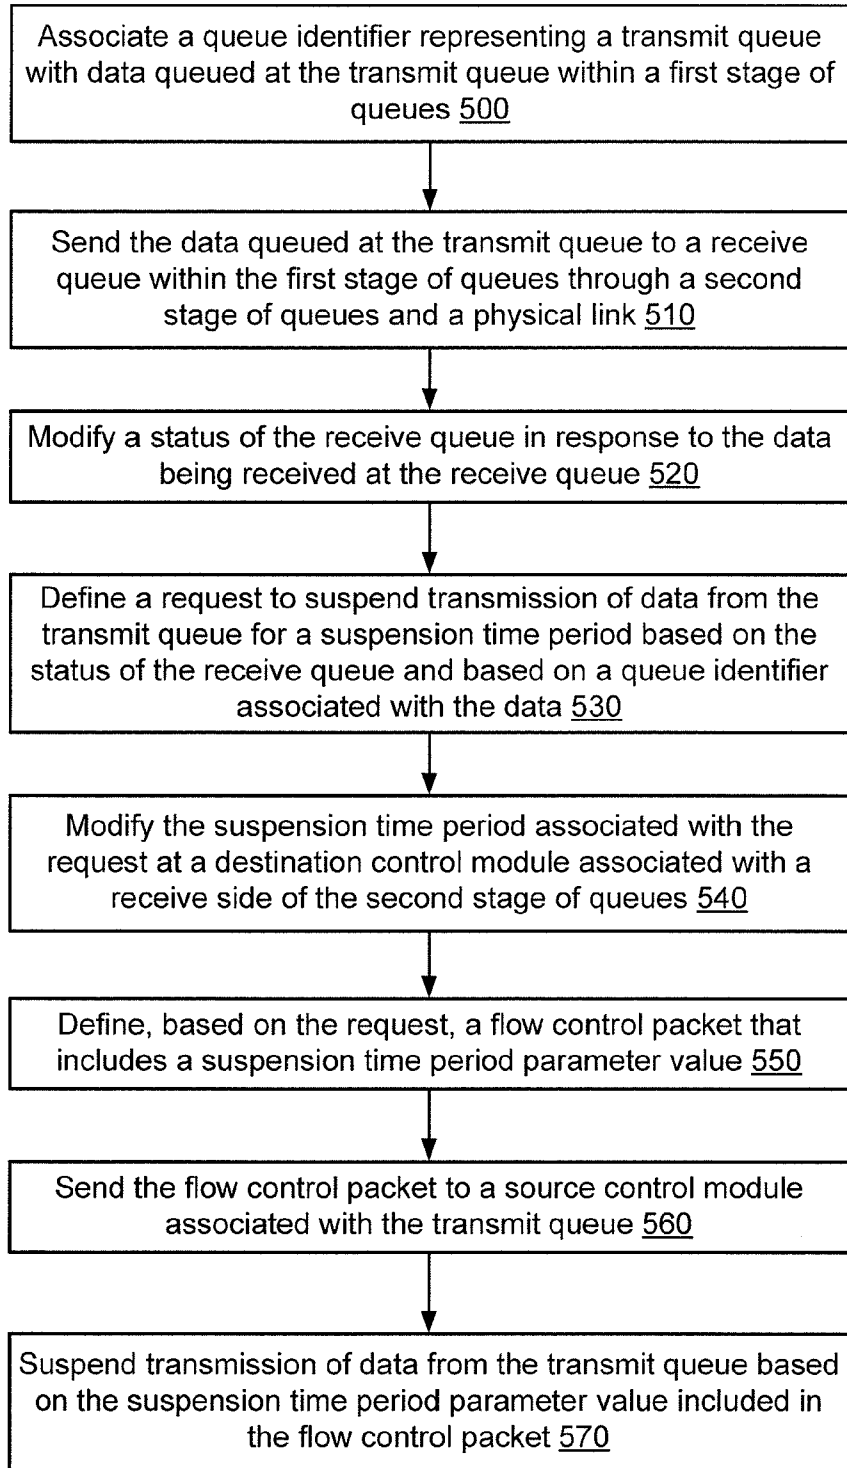 Associate a queue identifier representing a transmit queue
with data queued at the transmit queue within a first stage of
queues 500
Send the data queued at the transmit queue to a receive
queue within the first stage of queues through a second
stage of queues and a physical link 510
Modify a status of the receive queue in response to the data
being received at the receive queue 520
Define a request to suspend transmission of data from the
transmit queue for a suspension time period based on the
status of the receive queue and based on a queue identifier
associated with the data 530
Modify the suspension time period associated with the
request at a destination control module associated with a
receive side of the second stage of queues 540
Define, based on the request, a flow control packet that
includes a suspension time period parameter value 550
Send the flow control packet to a source control module
associated with the transmit queue 560
Suspend transmission of data from the transmit queue based
on the suspension time period parameter value included in
the flow control packet 570